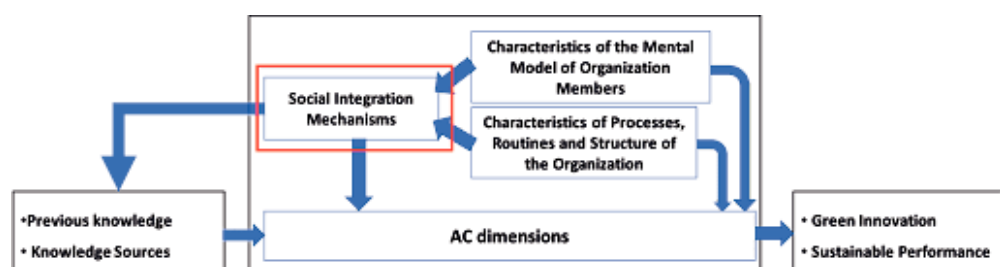 Characteristics of the Mental
Model of Organization
Members
Social Integration
Mechanisms
Characteristics of Processes,
Routines and Structure of
the Organization
•Previous knowledge
• Knowledge Sources
AC dimensions
• Green Innovation
• Sustainable Performance